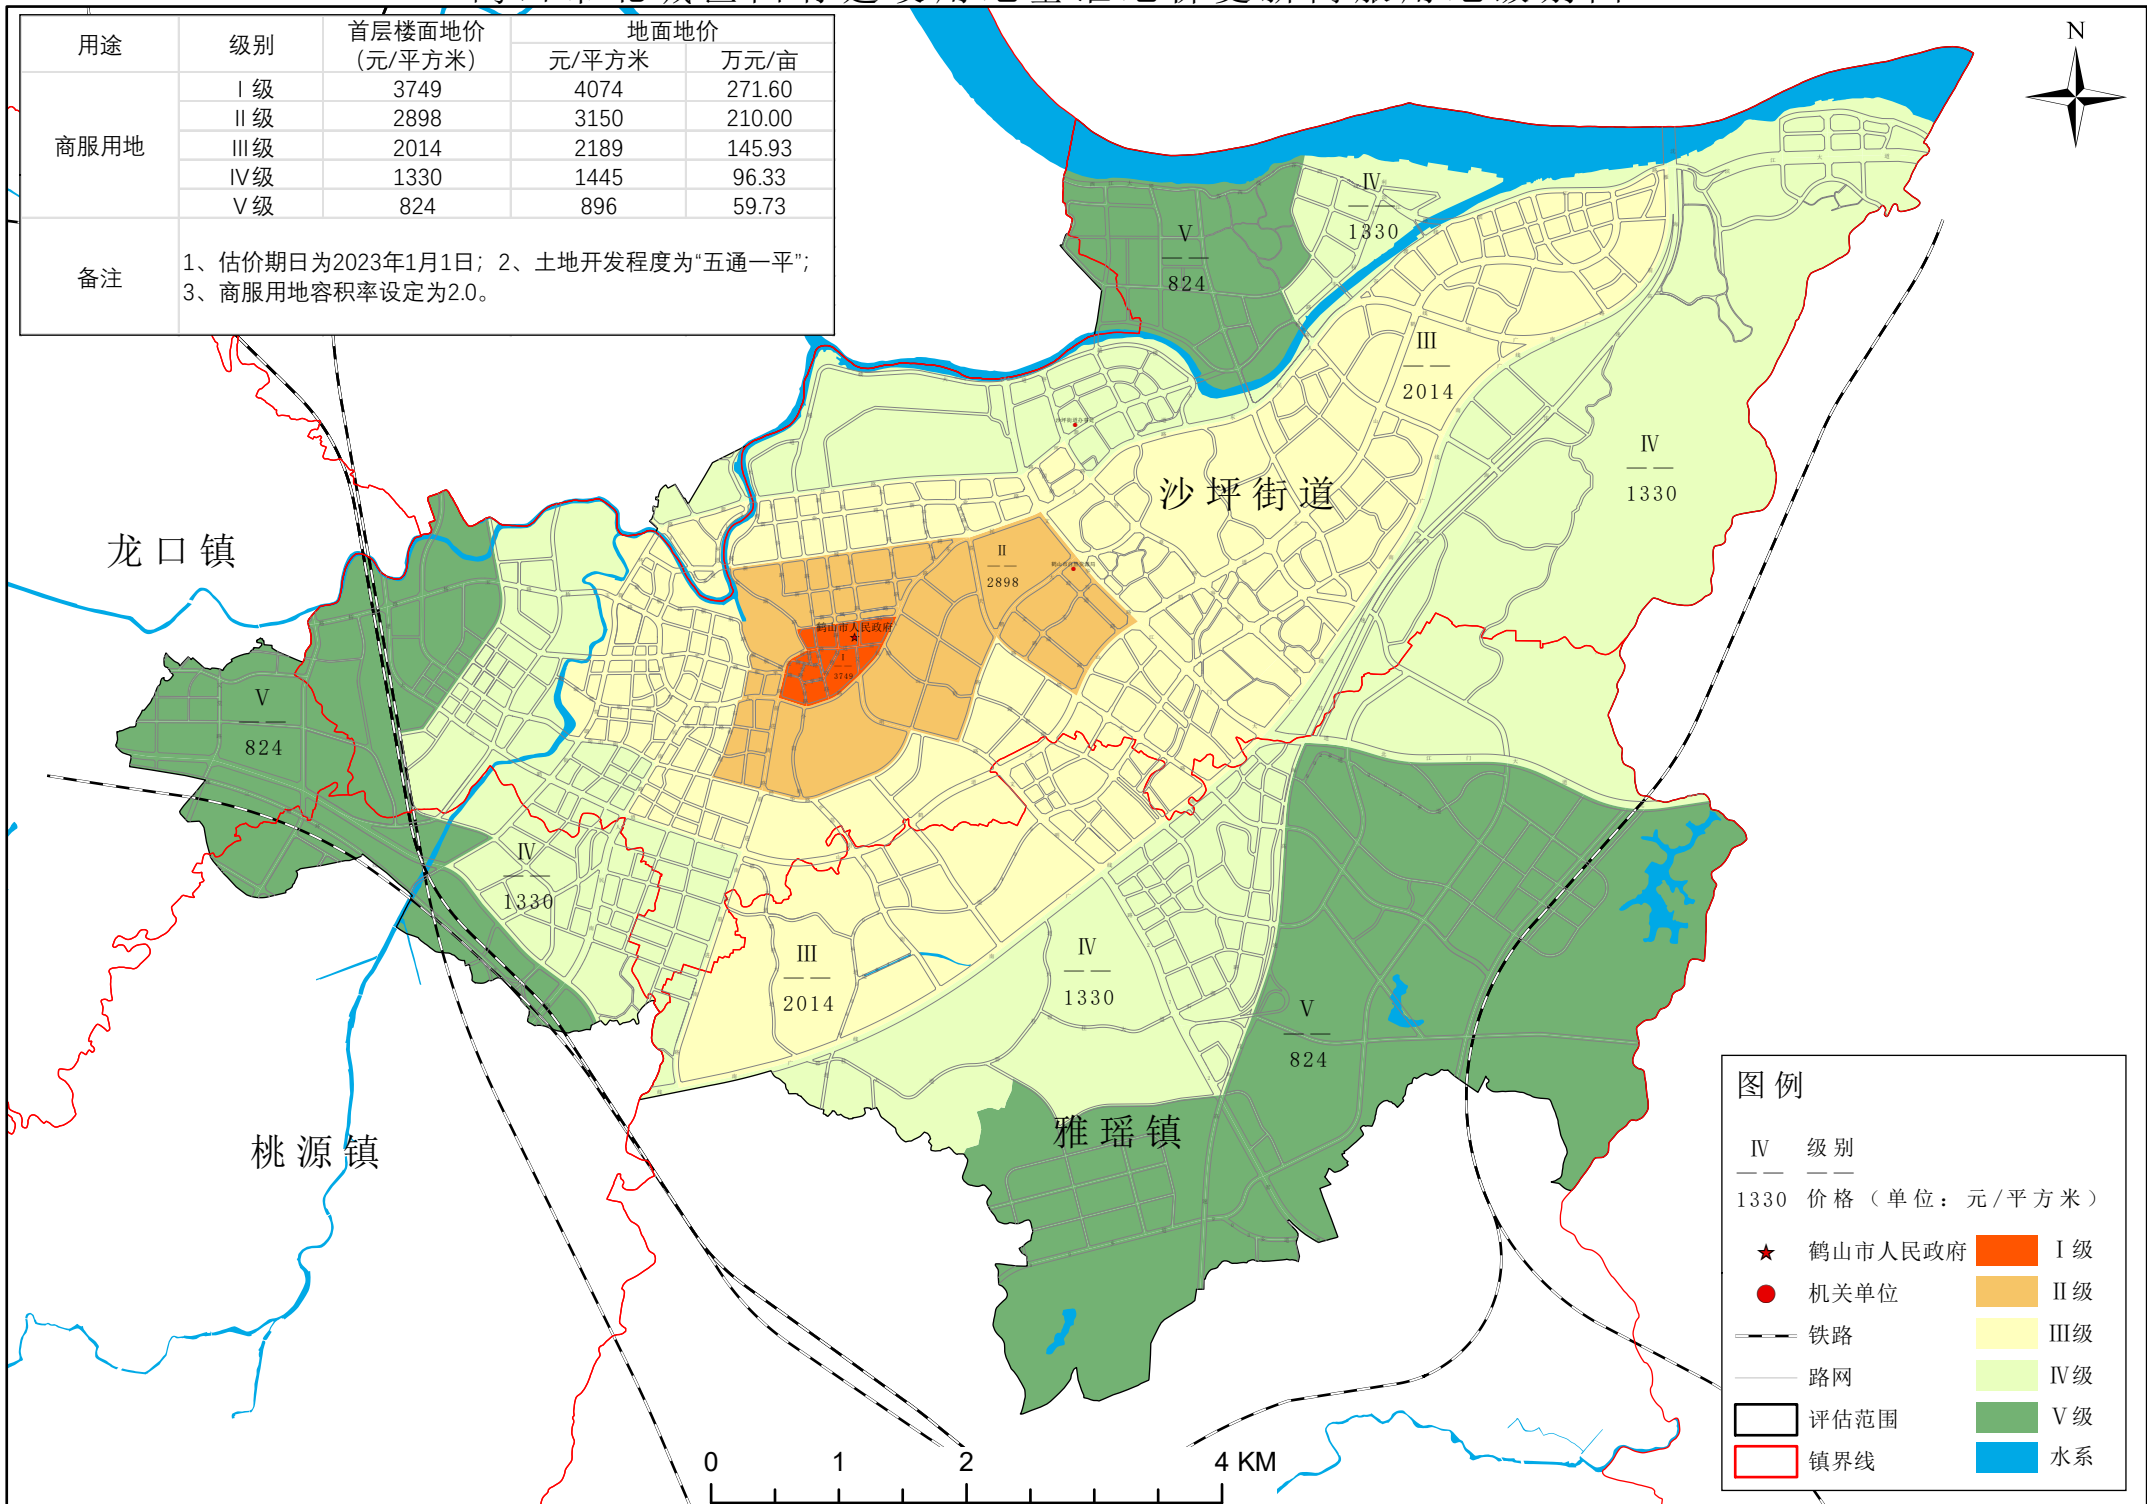 用途 级别 首层楼面地价 (元/平方米) 地面地价
元/平方米 万元/亩
商服用地
I 级 3749 4074 271.60
II 级 2898 3150 210.00
III级 2014 2189 145.93
IV级 1330 1445 96.33
V 级 824 896 59.73
备注
1、估价期日为2023年1月1日；2、土地开发程度为“五通一平”；
3、商服用地容积率设定为2.0。
N
IV
1330
V
824
III
2014
IV
1330
沙坪街道
龙口镇
II
2898
鹤山市人民政府
I
3749
V
824
IV
1330
III
2014
IV
1330
V
824
雅瑶镇
桃源镇
图例
IV 级别
1330 价格（单位：元/平方米）
鹤山市人民政府 I 级
机关单位 II 级
铁路 III级
路网 IV级
评估范围 V 级
镇界线 水系
0 1 2 4 KM